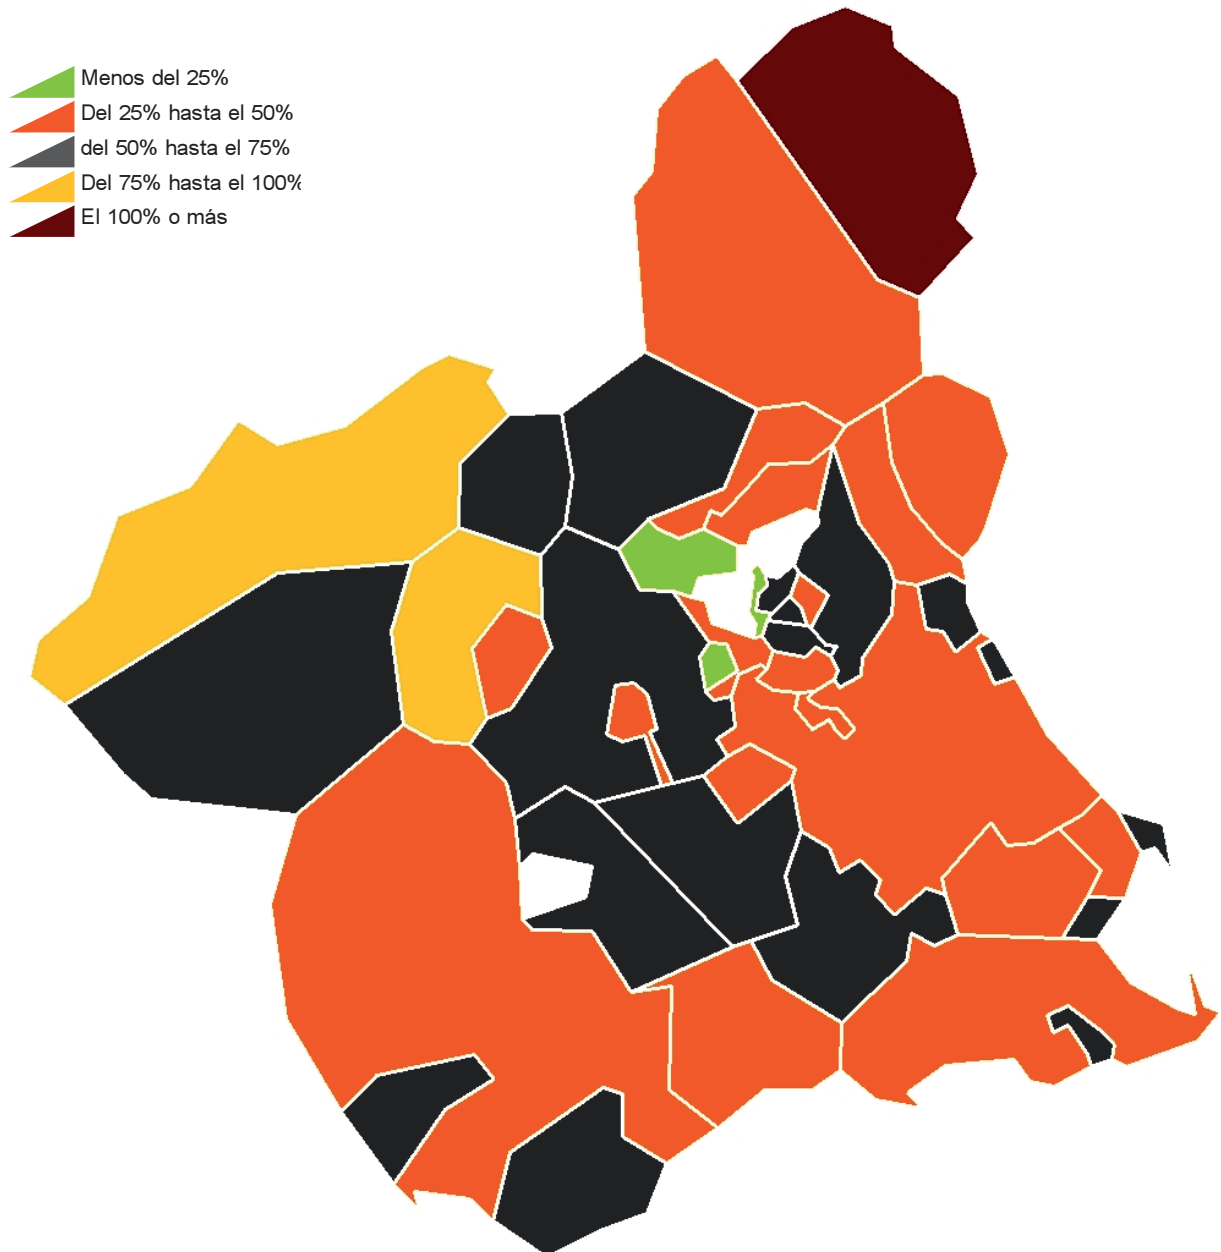 Menos del 25%
Del 25% hasta el 50%
del 50% hasta el 75%
Del 75% hasta el 100%
El 100% o más